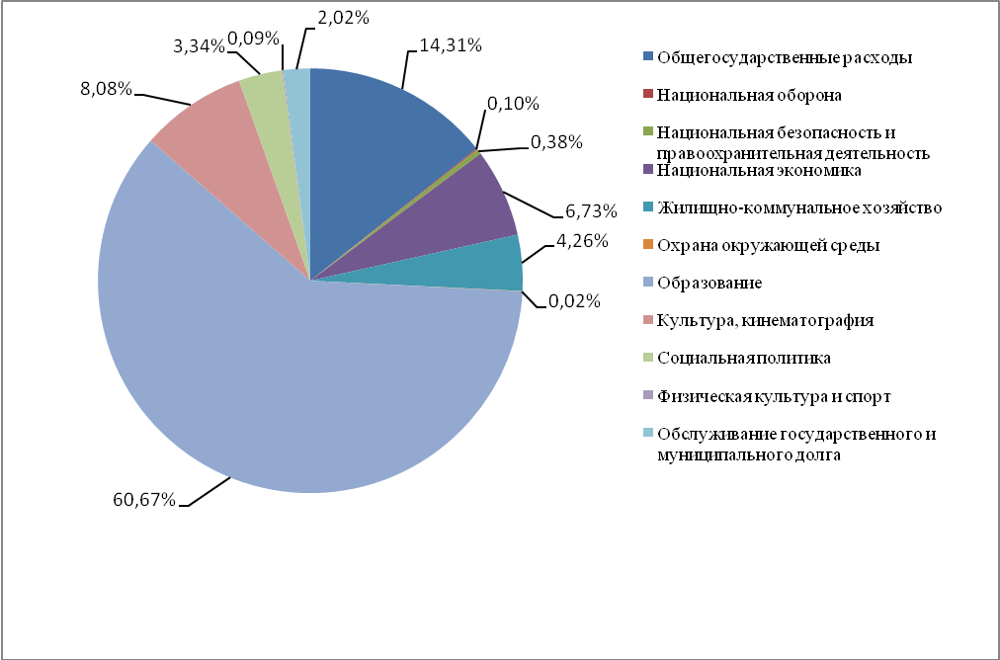 2,02%
0,09%
3,34%
14,31%
8,08%
0,10%
0,38%
6,73%
4,26%
0,02%
60,67%
Общегосударственные расходы
Национальная оборона
Национальная безопасность и
правоохранительная деятельность
Национальная экономика
Жилищно-коммунальное хозяйство
Охрана окружающей среды
Образование
Культура, кинематография
Социальная политика
Физическая культура и спорт
Обслуживание государственного и
муниципального долга